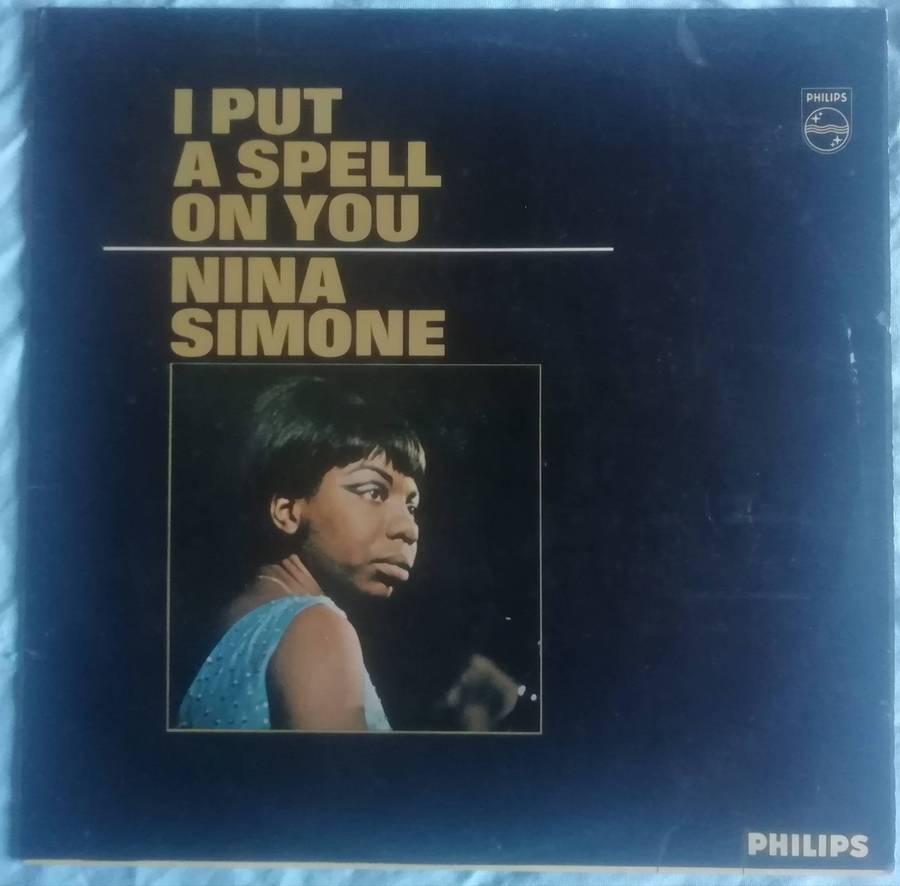 I PUT
A SPELL
ON YOU
NINA
SIMONE
PHILIPS
PHILIPS